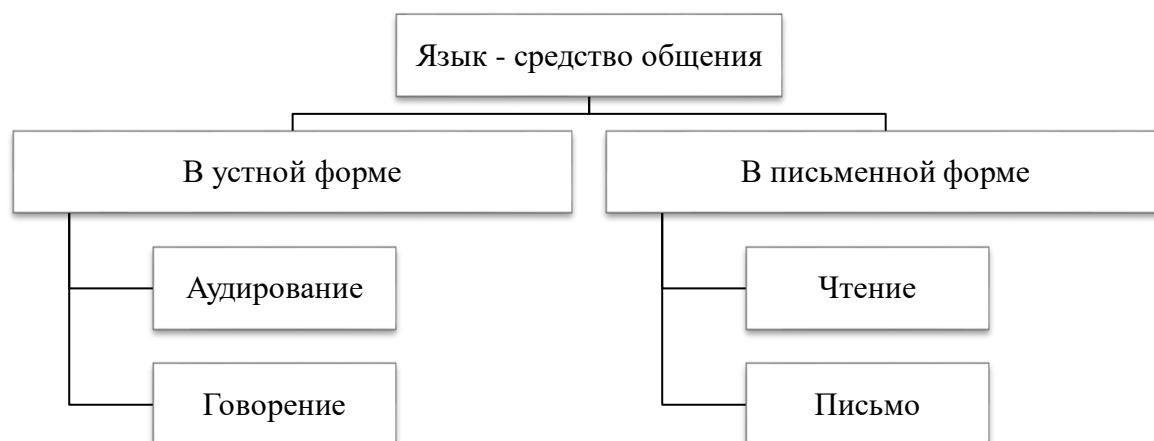 Язык - средство общения
В устной форме
Аудирование
Говорение
В письменной форме
Чтение
Письмо